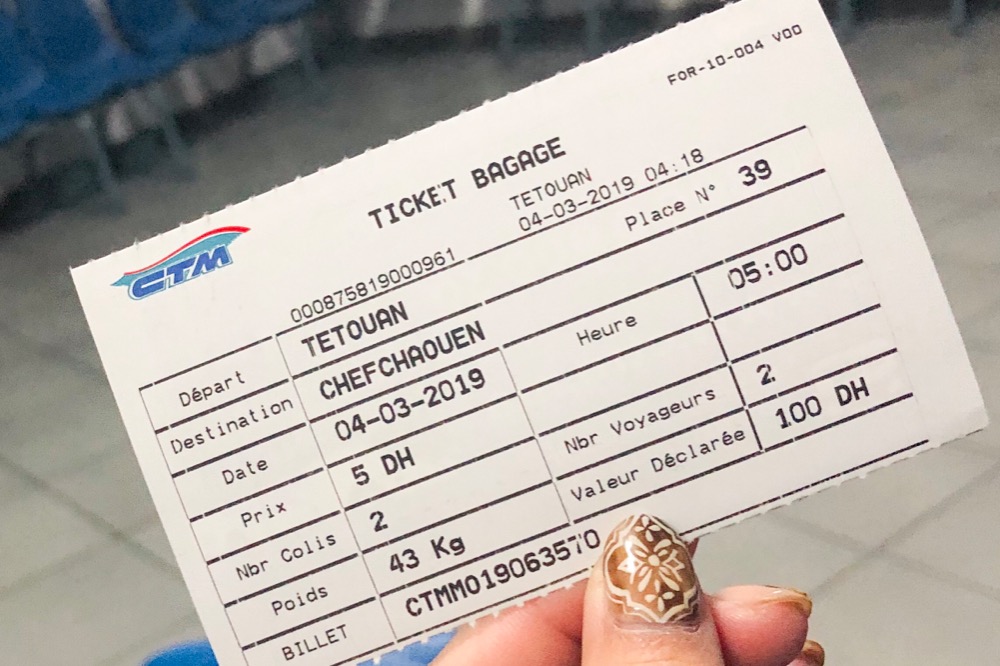 FOR-10-004 V00
TICKET BAGAGE
CTM
TETOUAN
000875819000961 04-03-2019 04:18
Départ TETOUAN Place N° 39
Destination CHEFCHAOUEN
Date 04-03-2019 Heure 05:00
Prix 5 DH
Nbr Colis 2 Nbr Voyageurs 2
Poids 43 Kg Valeur Déclarée 100 DH
BILLET CTMM019063570